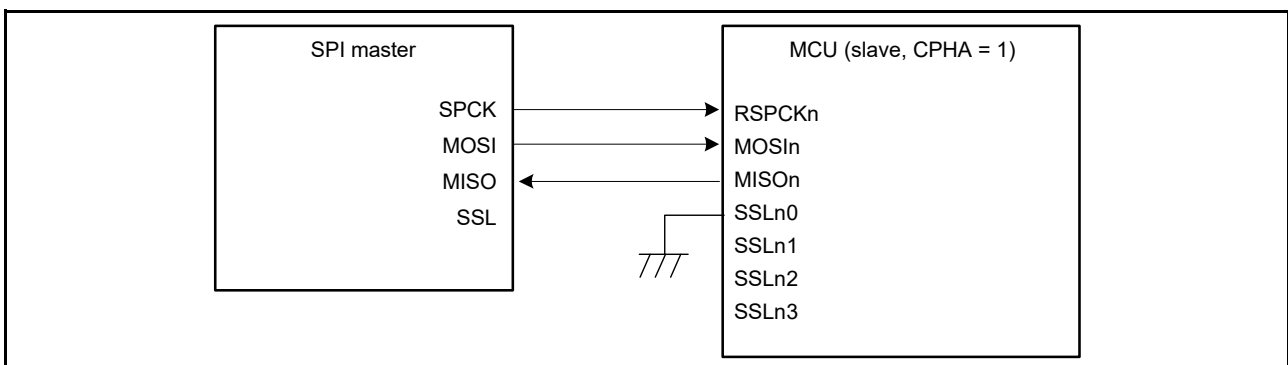 SPI master
SPCK
MOSI
MISO
SSL
MCU (slave, CPHA = 1)
RSPCKn
MOSIn
MISOn
SSLn0
SSLn1
SSLn2
SSLn3